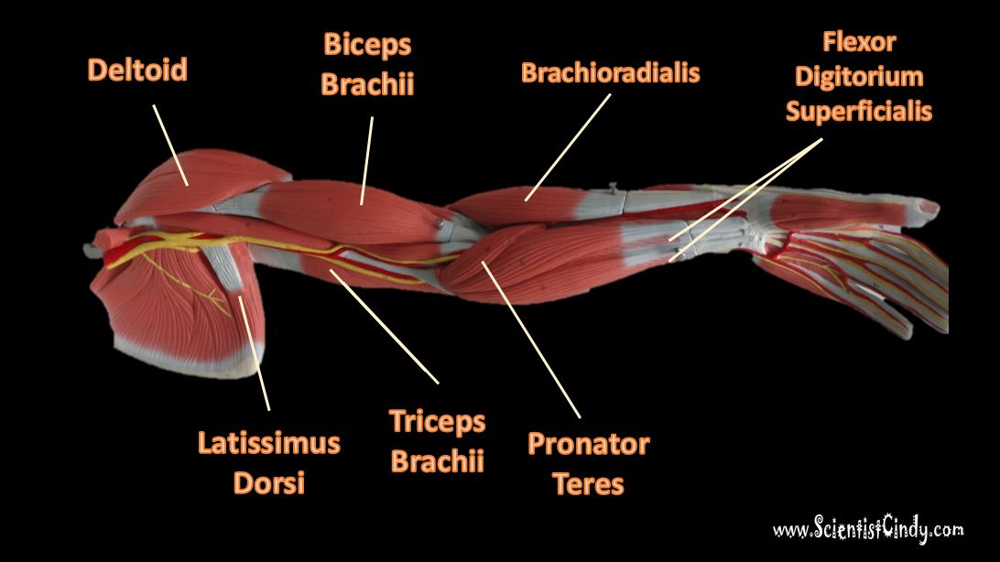 Deltoid
Biceps
Brachii
Brachioradialis
Flexor
Digitorium
Superficialis
Latissimus
Dorsi
Triceps
Brachii
Pronator
Teres
www.ScientistCindy.com